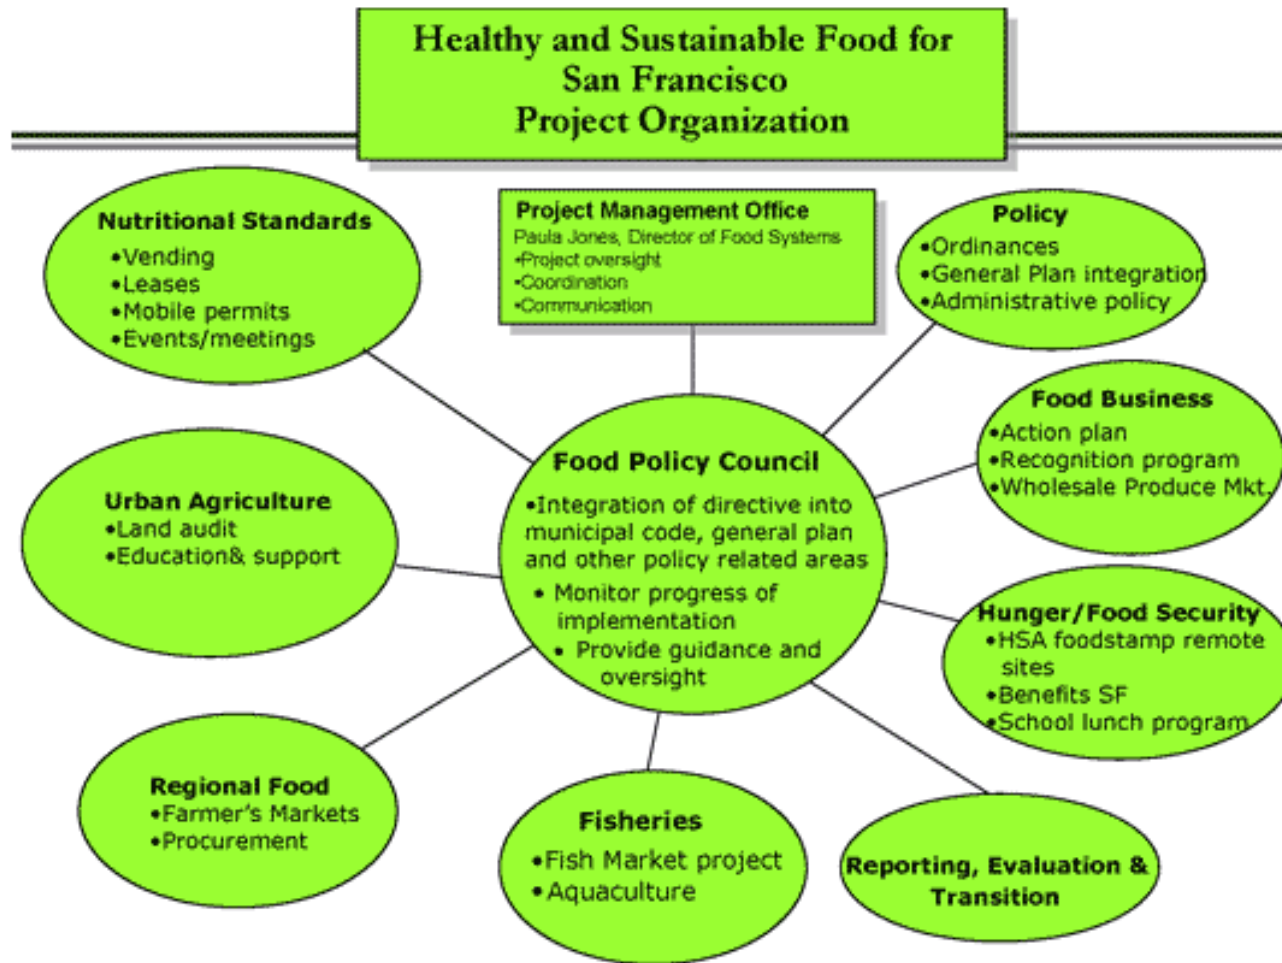 Healthy and Sustainable Food for
San Francisco
Project Organization
Nutritional Standards
•Vending
•Leases
•Mobile permits
•Events/meetings
Project Management Office
Paula Jones, Director of Food Systems
•Project oversight
•Coordination
•Communication
Policy
•Ordinances
•General Plan integration
•Administrative policy
Food Business
•Action plan
•Recognition program
•Wholesale Produce Mkt.
Food Policy Council
•Integration of directive into
municipal code, general plan
and other policy related areas
• Monitor progress of
implementation
• Provide guidance and
oversight
Urban Agriculture
•Land audit
•Education& support
Hunger/Food Security
•HSA foodstamp remote
sites
•Benefits SF
•School lunch program
Regional Food
•Farmer's Markets
•Procurement
Fisheries
•Fish Market project
•Aquaculture
Reporting, Evaluation &
Transition